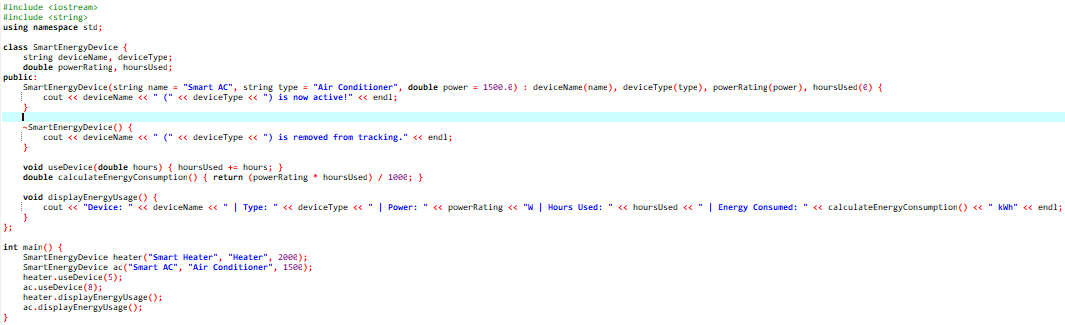 #include <iostream>
#include <string>
using namespace std;

class SmartEnergyDevice {
    string deviceName, deviceType;
    double powerRating, hoursUsed;
public:
    SmartEnergyDevice(string name = "Smart AC", string type = "Air Conditioner", double power = 1500.0) : deviceName(name), deviceType(type), powerRating(power), hoursUsed(0) {
        cout << deviceName << " (" << deviceType << ") is now active!" << endl;
    }

    ~SmartEnergyDevice() {
        cout << deviceName << " (" << deviceType << ") is removed from tracking." << endl;
    }

    void useDevice(double hours) { hoursUsed += hours; }
    double calculateEnergyConsumption() { return (powerRating * hoursUsed) / 1000; }

    void displayEnergyUsage() {
        cout << "Device: " << deviceName << " | Type: " << deviceType << " | Power: " << powerRating << "W | Hours Used: " << hoursUsed << " | Energy Consumed: " << calculateEnergyConsumption() << " kWh" << endl;
    }
};

int main() {
    SmartEnergyDevice heater("Smart Heater", "Heater", 2000);
    SmartEnergyDevice ac("Smart AC", "Air Conditioner", 1500);
    heater.useDevice(5);
    ac.useDevice(8);
    heater.displayEnergyUsage();
    ac.displayEnergyUsage();
}